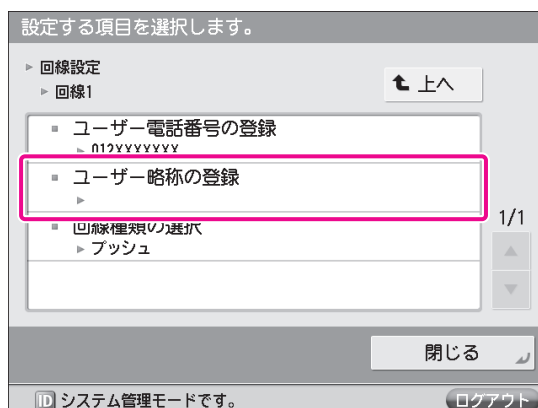 設定する項目を選択します。
回線設定
回線1
上へ
ユーザー電話番号の登録
012XXXXXXX
ユーザー略称の登録
回線種類の選択
プッシュ
1/1
閉じる
ID システム管理モードです。
ログアウト